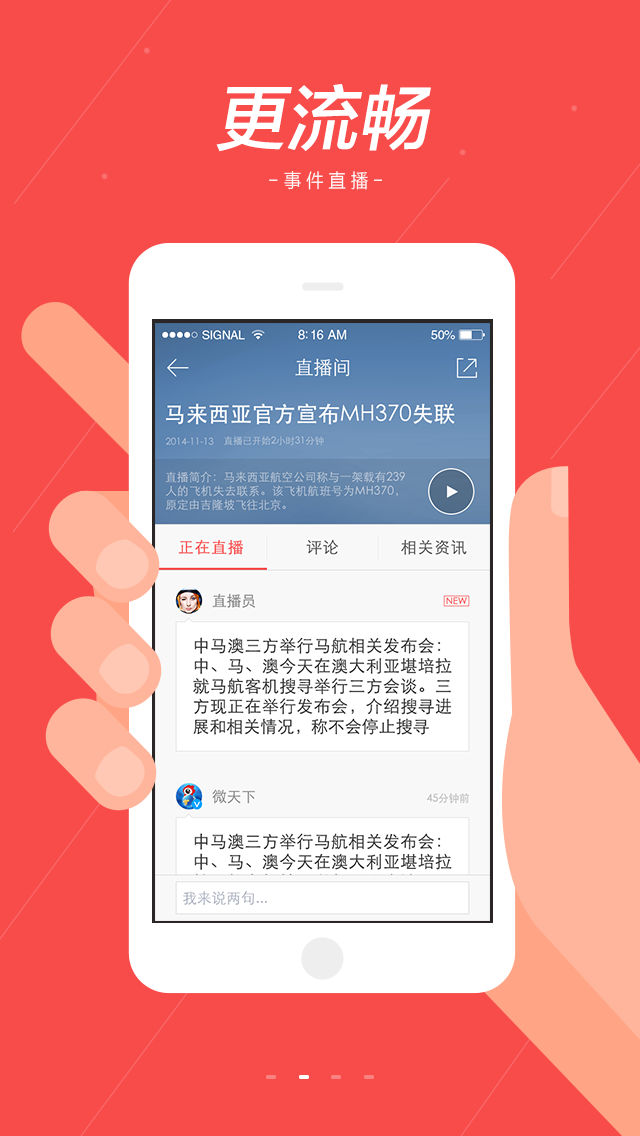 更流畅
-事件直播-
SIGNAL 8:16 AM 50%
直播间
马来西亚官方宣布MH370失联
2014-11-13 直播已开始2小时31分钟
直播简介：马来西亚航空公司称与一架载有239
人的飞机失去联系。该飞机航班号为MH370，
原定由吉隆坡飞往北京。
正在直播 评论 相关资讯
直播员 NEW
中马澳三方举行马航相关发布会：
中、马、澳今天在澳大利亚堪培拉
就马航客机搜寻举行三方会谈。三
方现正在举行发布会，介绍搜寻进
展和相关情况，称不会停止搜寻
微天下 45分钟前
中马澳三方举行马航相关发布会：
中、马、澳今天在澳大利亚堪培拉
我来说两句...